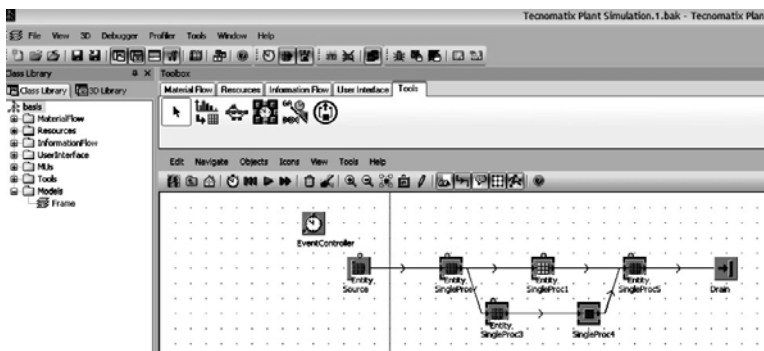 Tecnomatix Plant Simulation.1.bak - Tecnomatix Plan
File View 3D Debugger Profiler Tools Window Help
Class Library
Toolbox
Class Library 3D Library
Material Flow Resources Information Flow User Interface Tools
basis
MaterialFlow
Resources
InformationFlow
UserInterface
MUs
Tools
Models
Frame
Edit Navigate Objects Icons View Tools Help
EventController
Entity,
Source
Entity,
Entity,
SingleProc1
Entity,
SingleProc5
Drain
Entity,
SingleProc3
SingleProc4